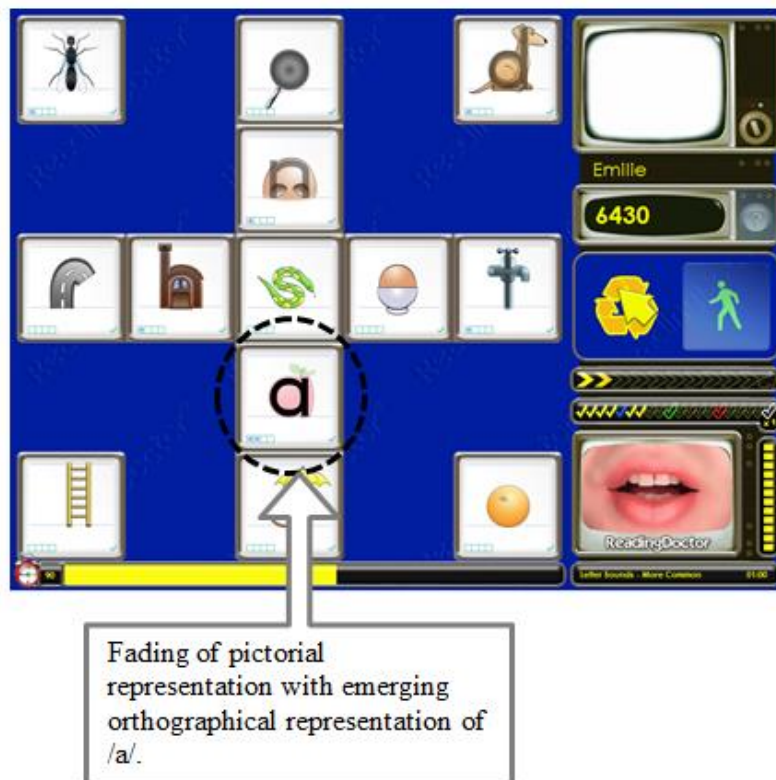 Emilie
6430
n
h
a
x 1
ReadingDoctor
90
Letter Sounds - More Common
01:00
Fading of pictorial
representation with emerging
orthographical representation of
/a/.